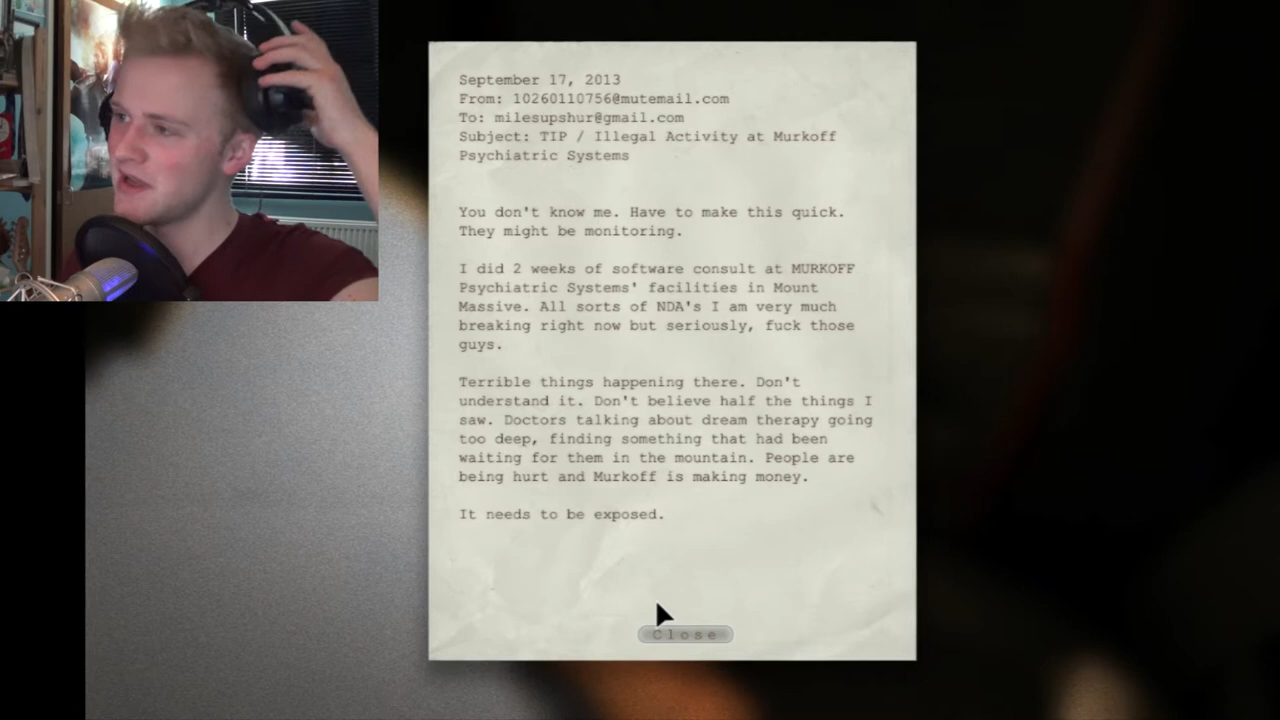 September 17, 2013
From: 10260110756@mutemail.com
To: milesupshur@gmail.com
Subject: TIP / Illegal Activity at Murkoff
Psychiatric Systems
You don't know me. Have to make this quick.
They might be monitoring.
I did 2 weeks of software consult at MURKOFF
Psychiatric Systems' facilities in Mount
Massive. All sorts of NDA's I am very much
breaking right now but seriously, fuck those
guys.
Terrible things happening there. Don't
understand it. Don't believe half the things I
saw. Doctors talking about dream therapy going
too deep, finding something that had been
waiting for them in the mountain. People are
being hurt and Murkoff is making money.
It needs to be exposed.
Close